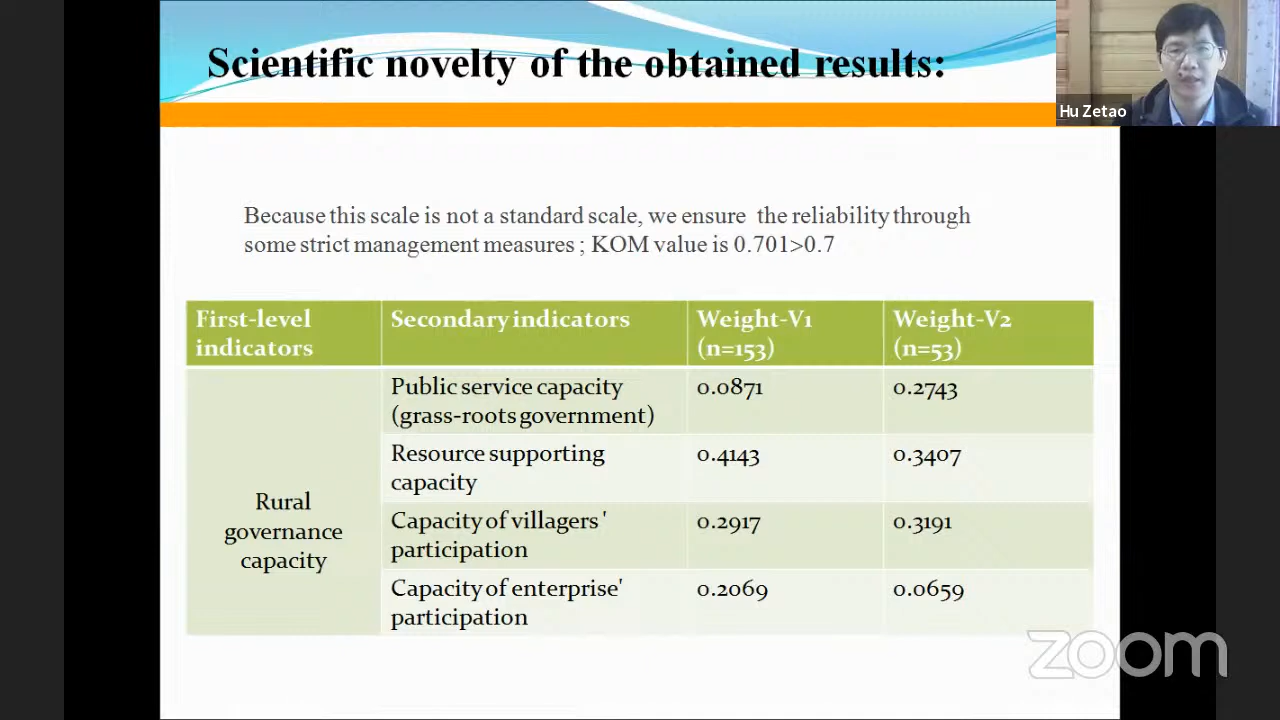 Scientific novelty of the obtained results:
Hu Zetao
Because this scale is not a standard scale, we ensure the reliability through
some strict management measures ; KOM value is 0.701>0.7
First-level
indicators
Secondary indicators
Weight-V1
(n=153)
Weight-V2
(n=53)
Rural
governance
capacity
Public service capacity
(grass-roots government)
0.0871
0.2743
Resource supporting
capacity
0.4143
0.3407
Capacity of villagers '
participation
0.2917
0.3191
Capacity of enterprise'
participation
0.2069
0.0659
zoom